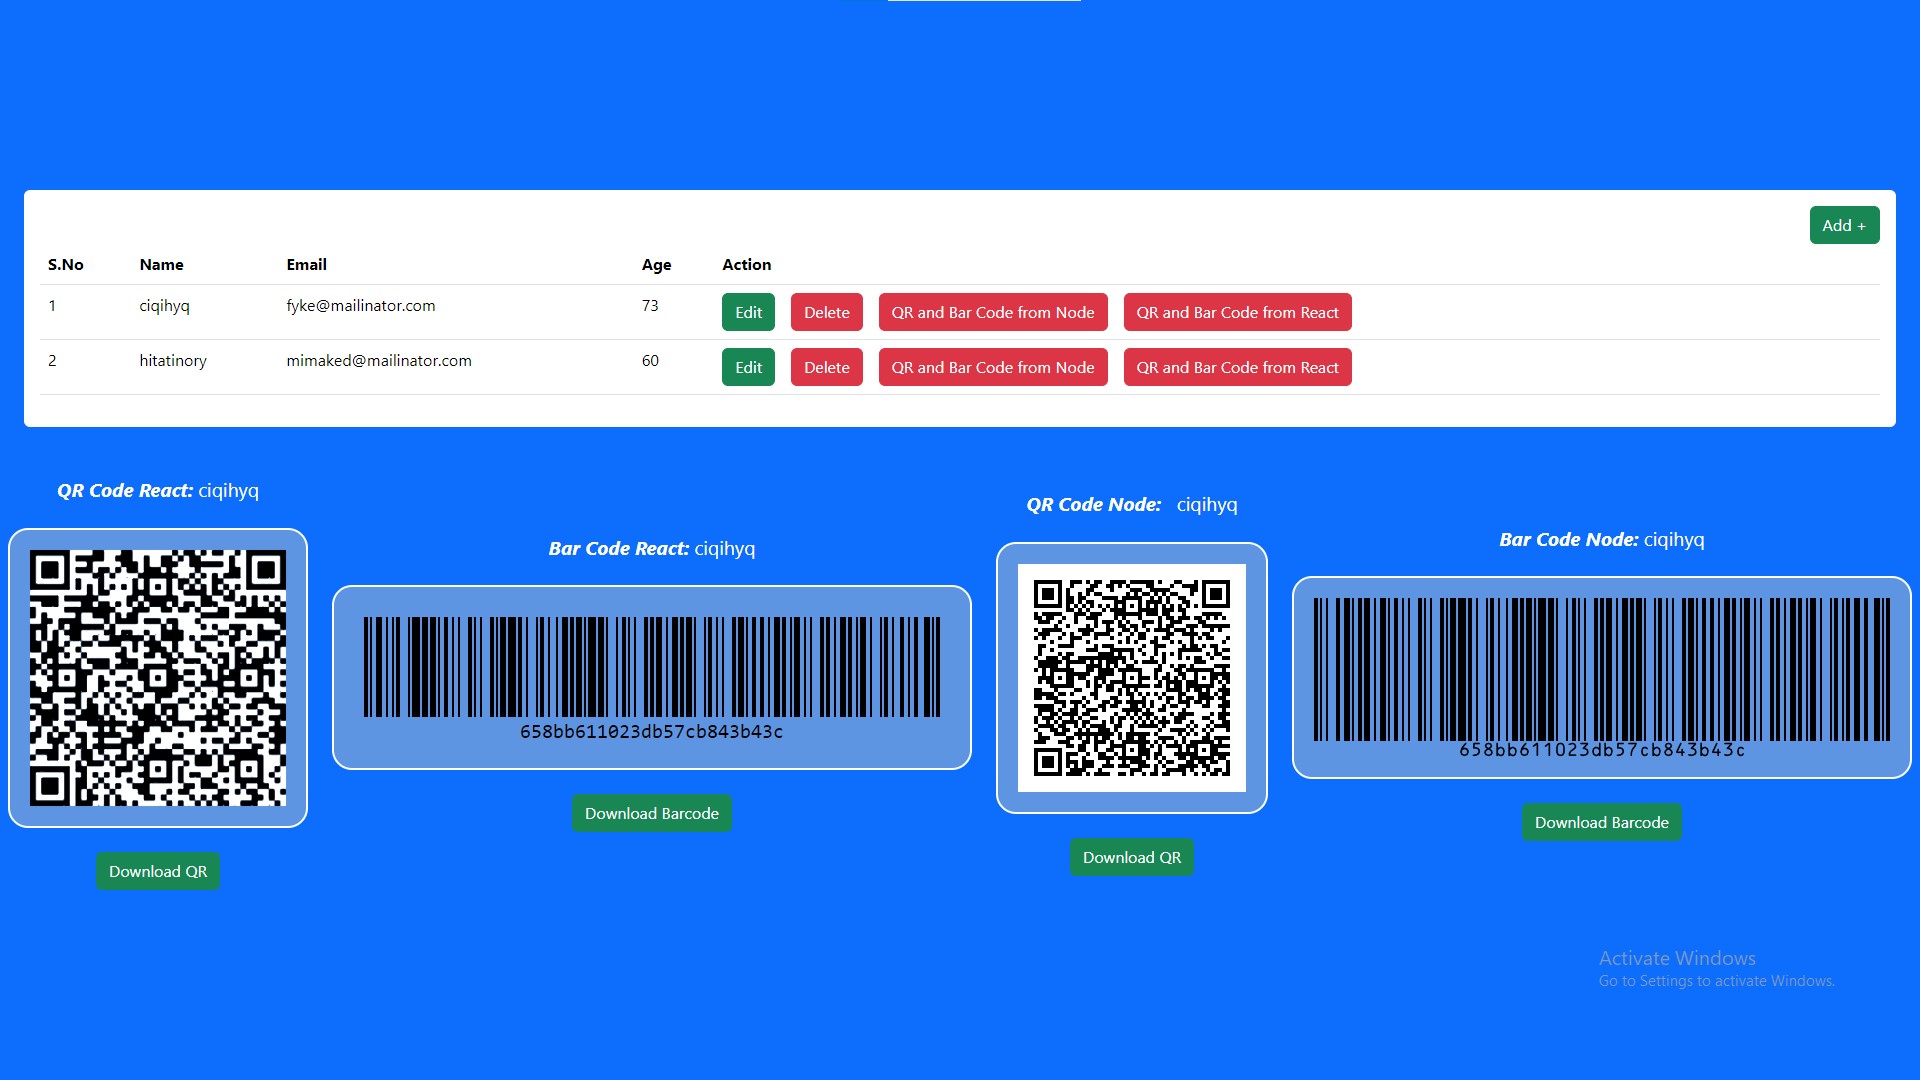 Add +
S.No Name Email Age Action
1 ciqihyq fyke@mailinator.com 73 Edit Delete QR and Bar Code from Node QR and Bar Code from React
2 hitatinory mimaked@mailinator.com 60 Edit Delete QR and Bar Code from Node QR and Bar Code from React
QR Code React: ciqihyq
Download QR
Bar Code React: ciqihyq
658bb611023db57cb843b43c
Download Barcode
QR Code Node: ciqihyq
Download QR
Bar Code Node: ciqihyq
658bb611023db57cb843b43c
Download Barcode
Activate Windows
Go to Settings to activate Windows.